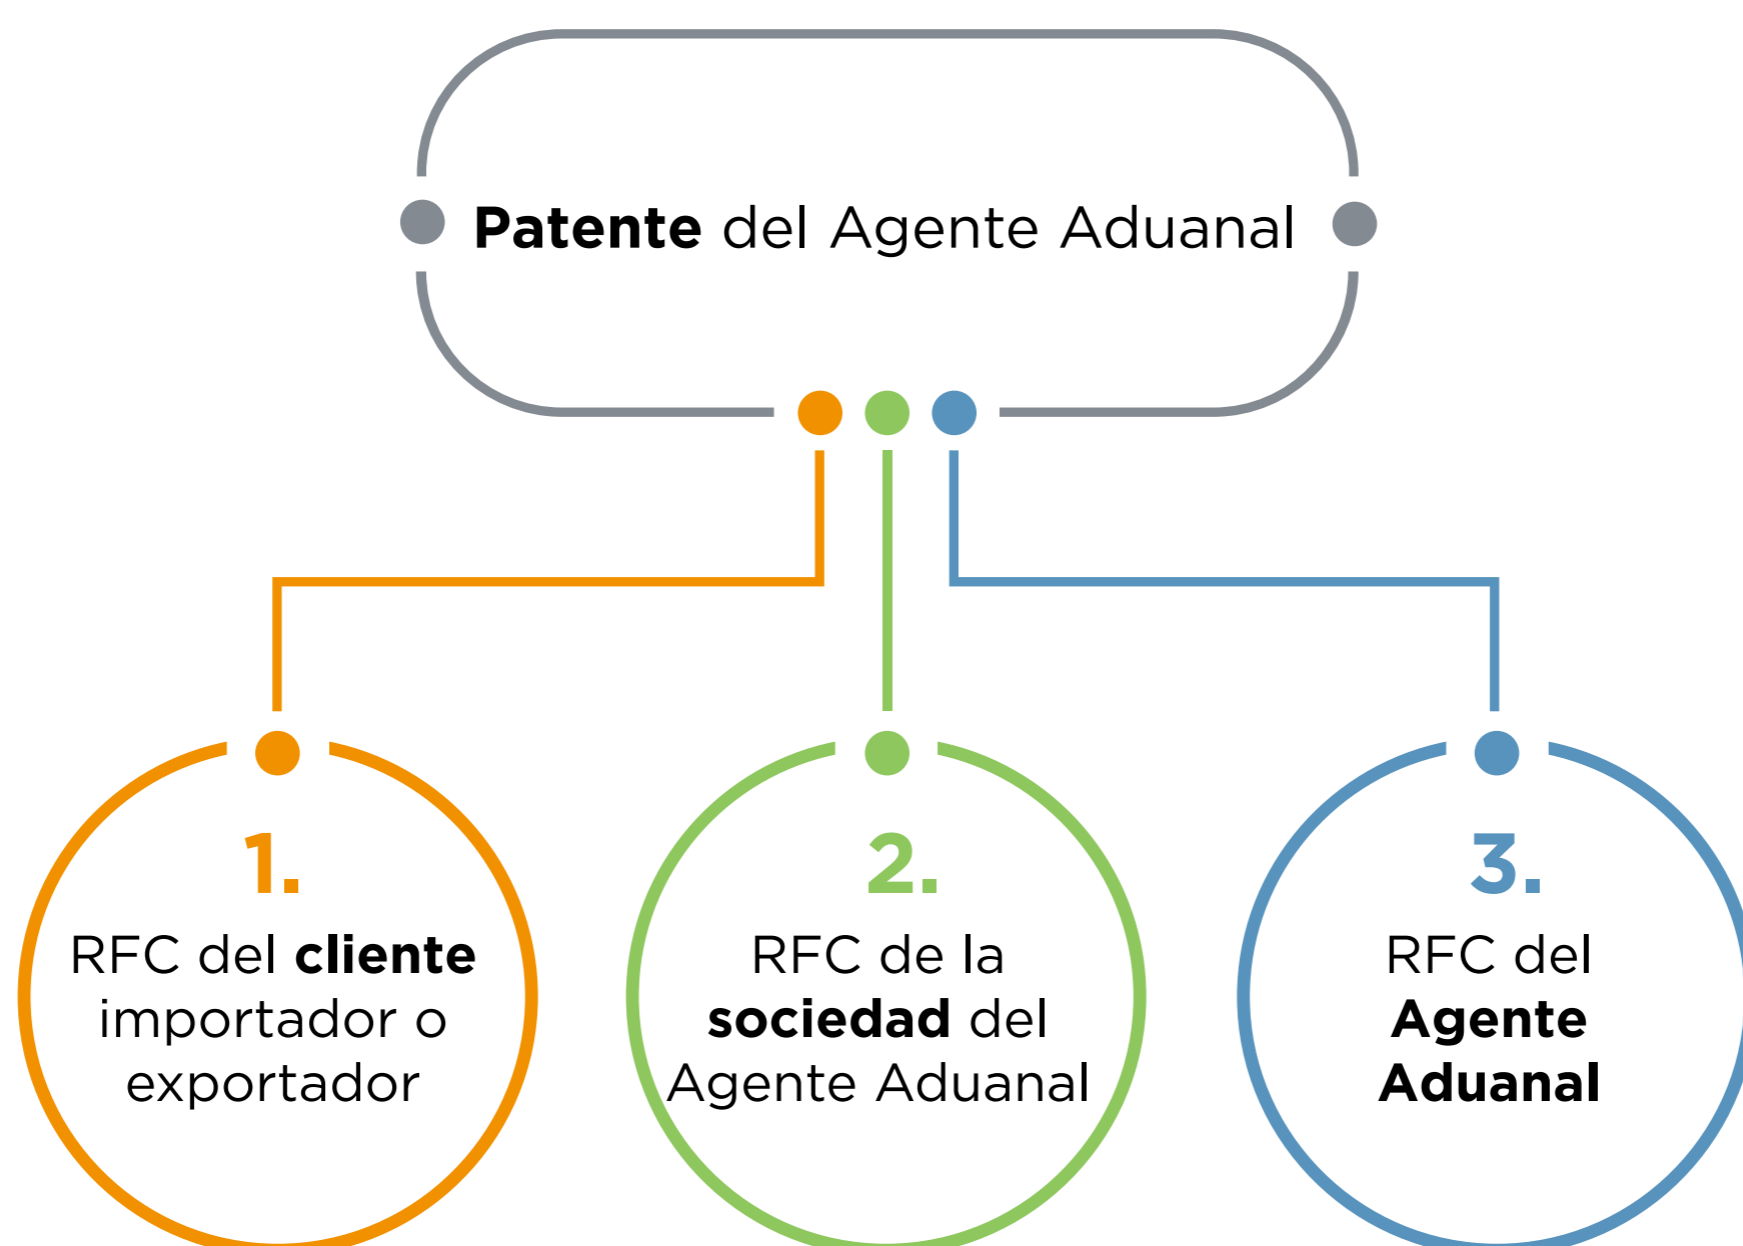 Patente del Agente Aduanal
1.
RFC del cliente
importador o
exportador
2.
RFC de la
sociedad del
Agente Aduanal
3.
RFC del
Agente
Aduanal